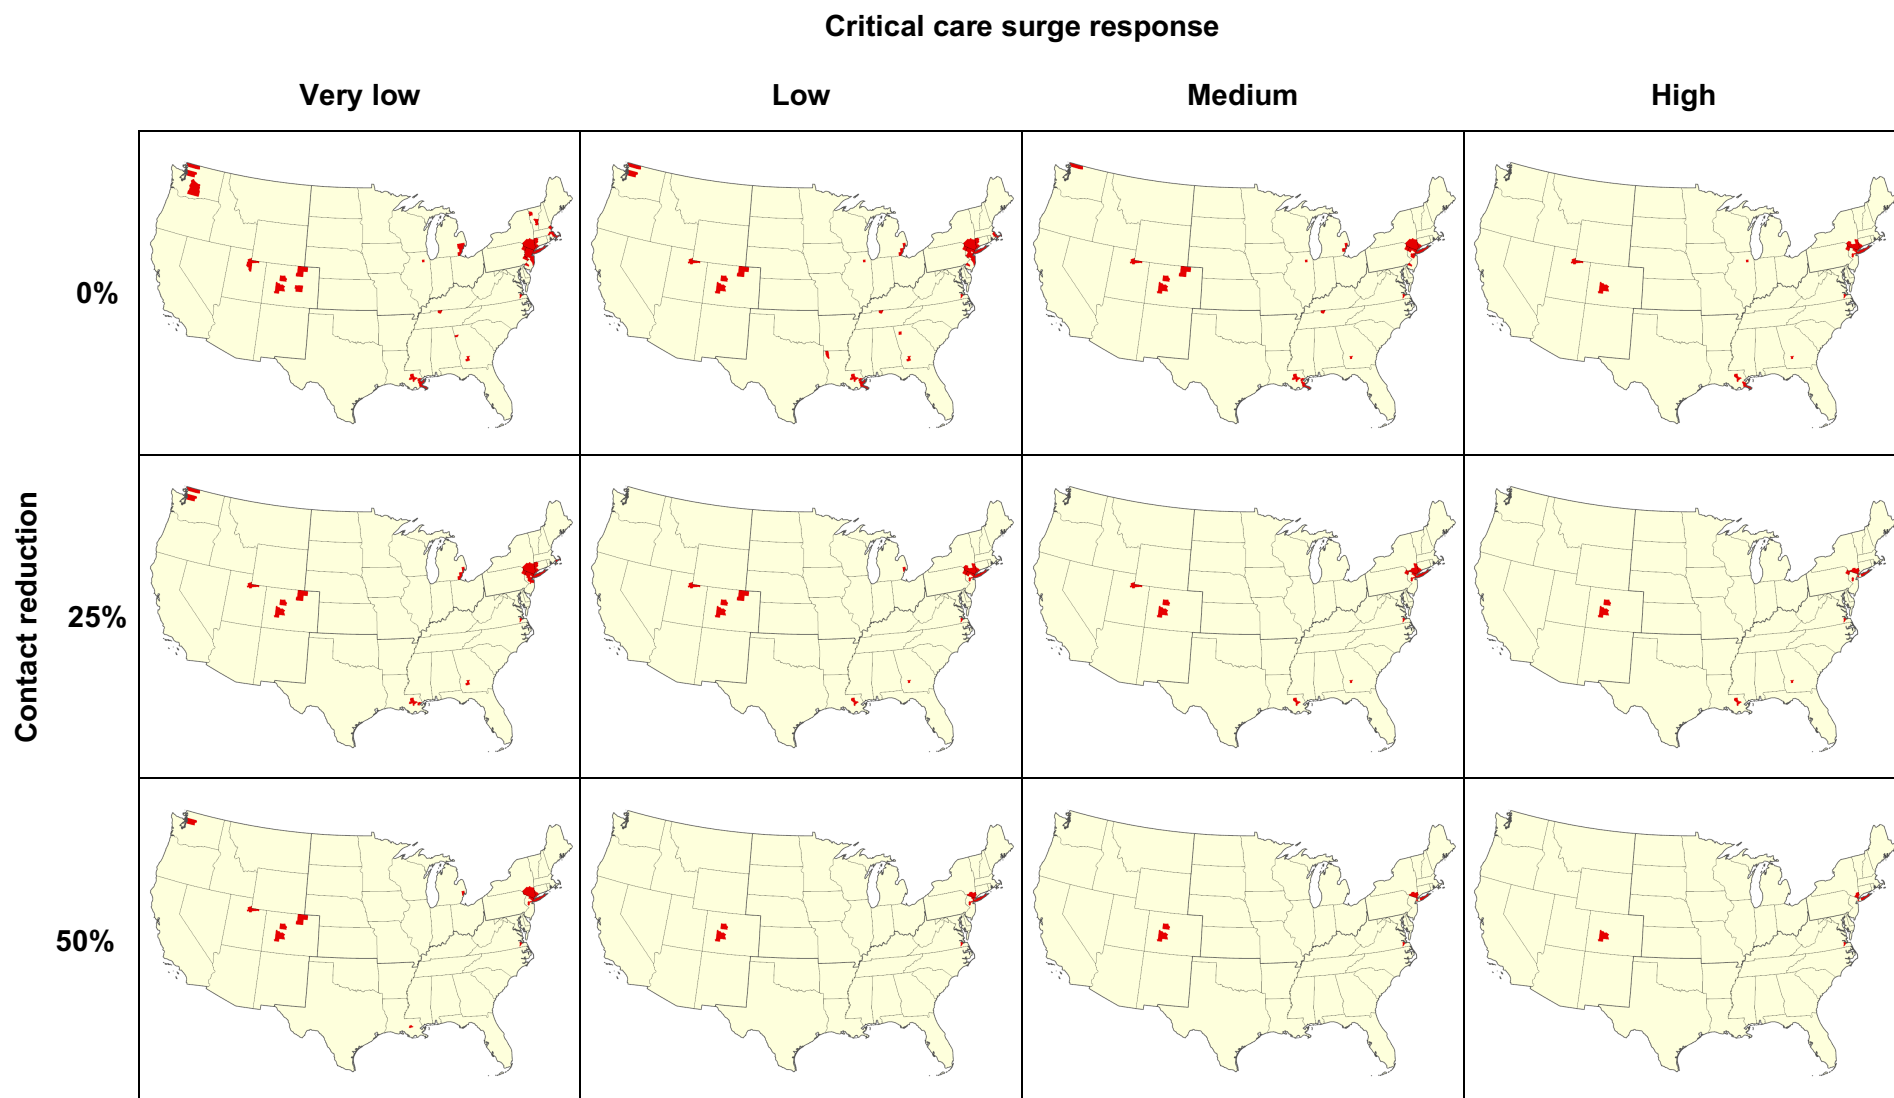 Critical care surge response
Very low
Low
Medium
High
Contact reduction
0%
25%
50%